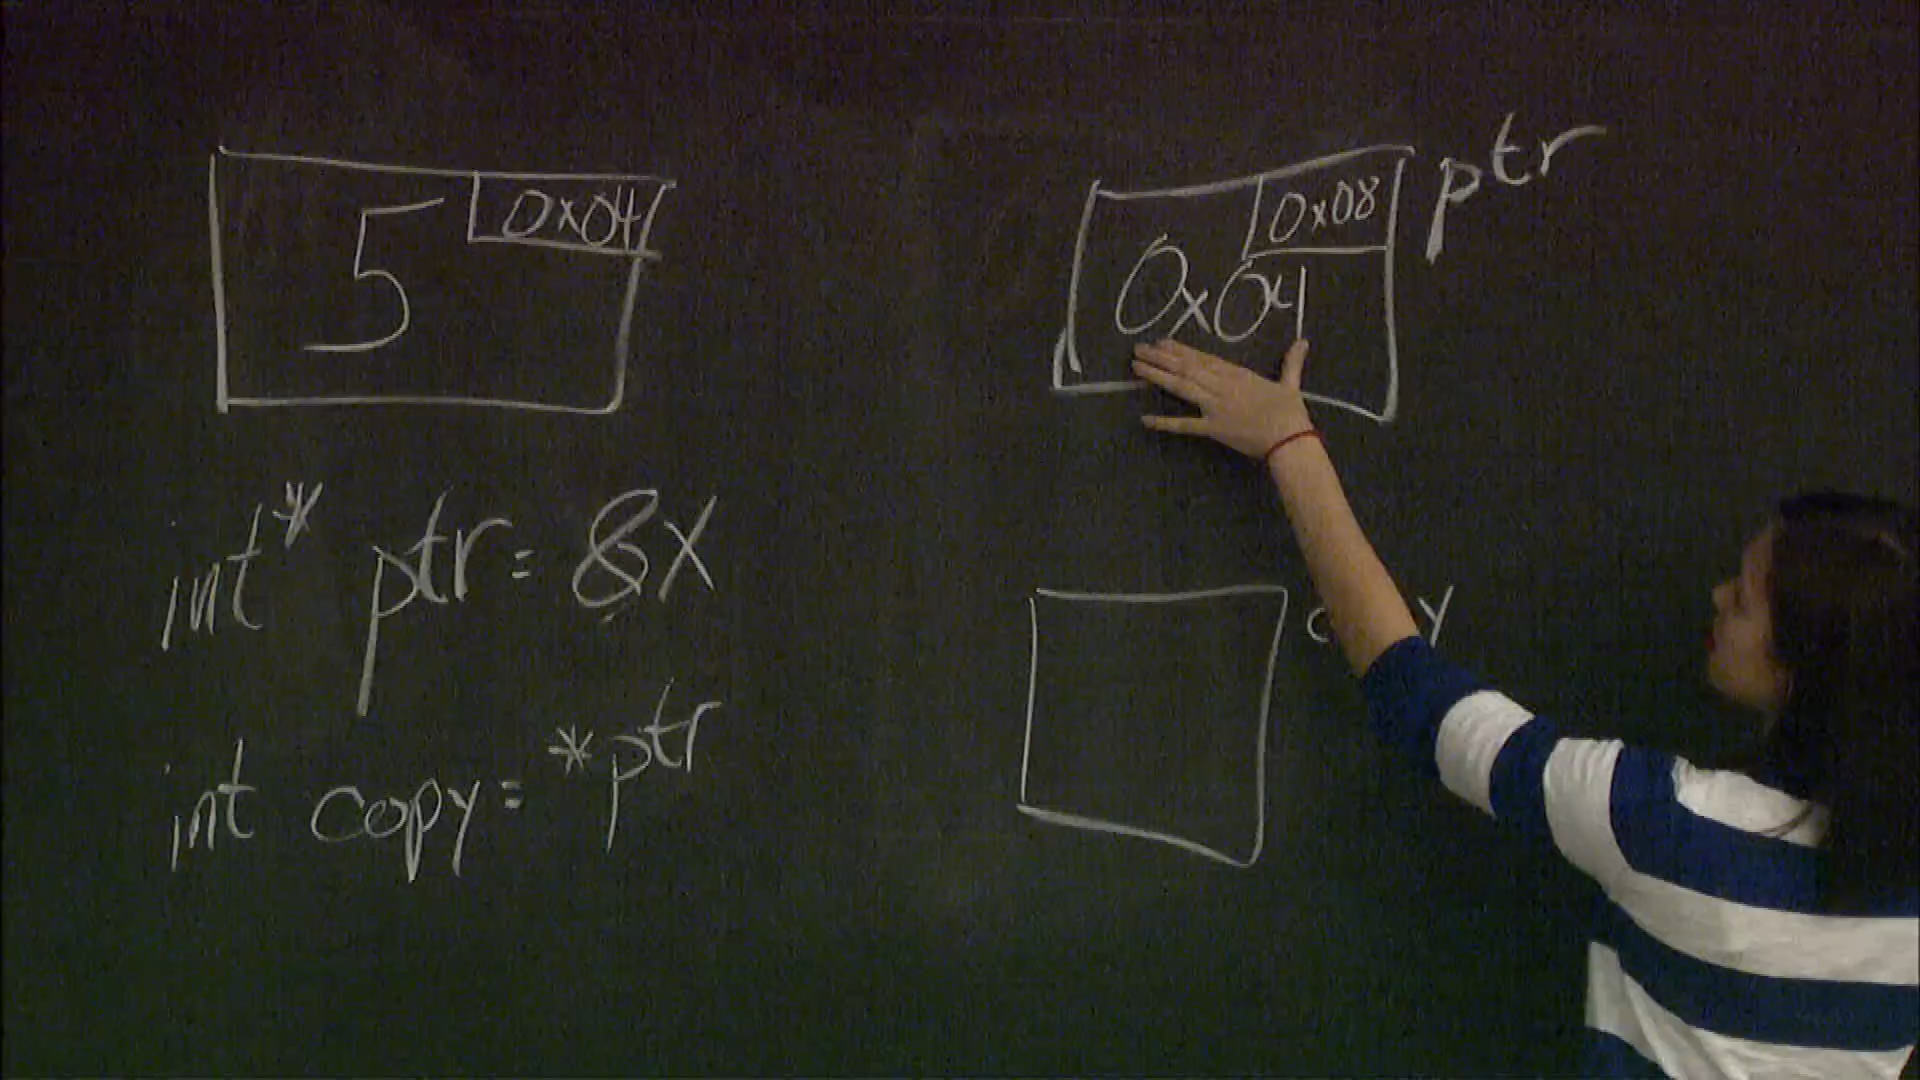 5 0x04
0x08 ptr
0x04
int* ptr = &x
int copy = *ptr